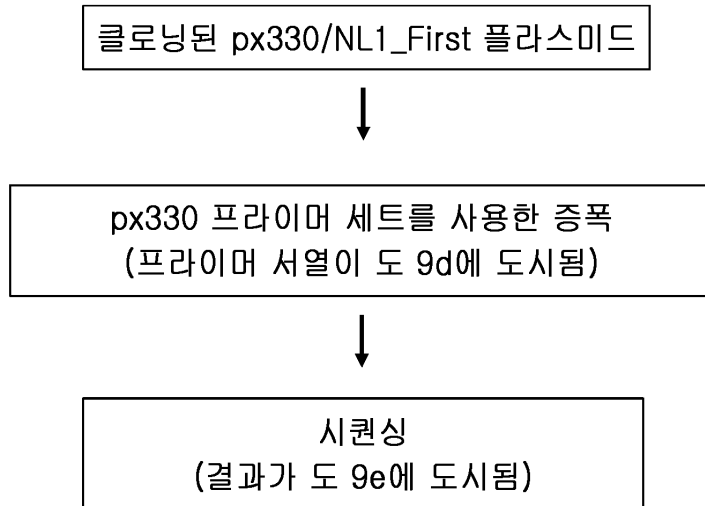 클로닝된 px330/NL1_First 플라스미드
px330 프라이머 세트를 사용한 증폭
(프라이머 서열이 도 9d에 도시됨)
시퀀싱
(결과가 도 9e에 도시됨)